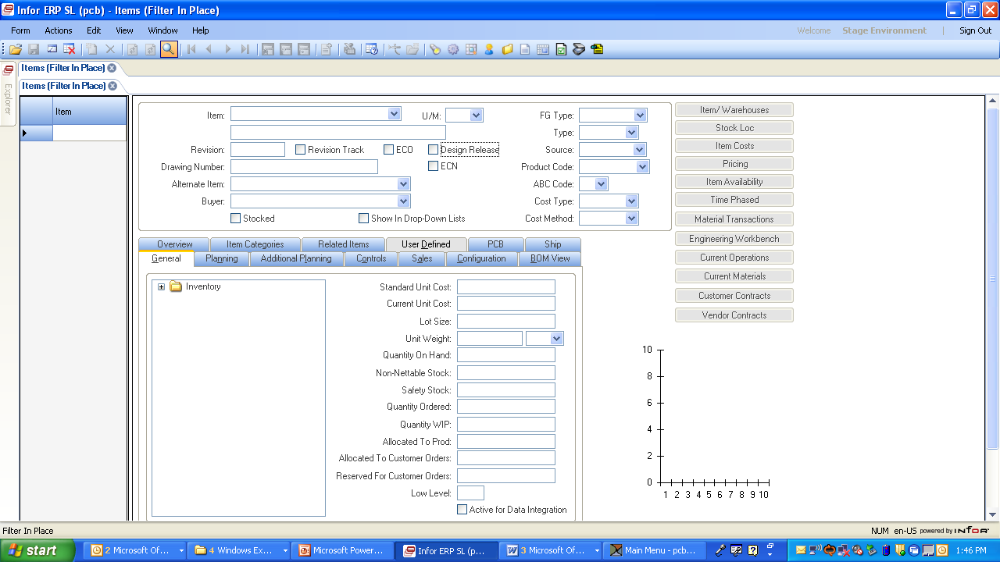 Infor ERP SL (pcb) - Items (Filter In Place)
Form Actions Edit View Window Help Welcome Stage Environment | Sign Out
Items (Filter In Place)
Explorer
Items (Filter In Place)
Item
Item: U/M: FG Type: Item/ Warehouses
Type: Stock Loc
Revision: Revision Track ECO Design Release Source: Item Costs
Drawing Number: ECN Product Code: Pricing
Alternate Item: ABC Code: Item Availability
Buyer: Cost Type: Time Phased
Stocked Show In Drop-Down Lists Cost Method: Material Transactions
Engineering Workbench
Overview Item Categories Related Items User Defined PCB Ship
General Planning Additional Planning Controls Sales Configuration BOM View Current Operations
Current Materials
Inventory Standard Unit Cost: Customer Contracts
Current Unit Cost:
Vendor Contracts
Lot Size:
Unit Weight:
Quantity On Hand:
Non-Nettable Stock:
Safety Stock:
Quantity Ordered:
Quantity WIP:
Allocated To Prod:
Allocated To Customer Orders:
Reserved For Customer Orders:
Low Level:
Active for Data Integration
10
8
6
4
2
0
1 2 3 4 5 6 7 8 9 10
Filter In Place NUM en-US powered by INFOR
start 2 Microsoft Of... 4 Windows Ex... Microsoft Power... Infor ERP SL (p... 3 Microsoft Of... Main Menu - pcb... 1:46 PM